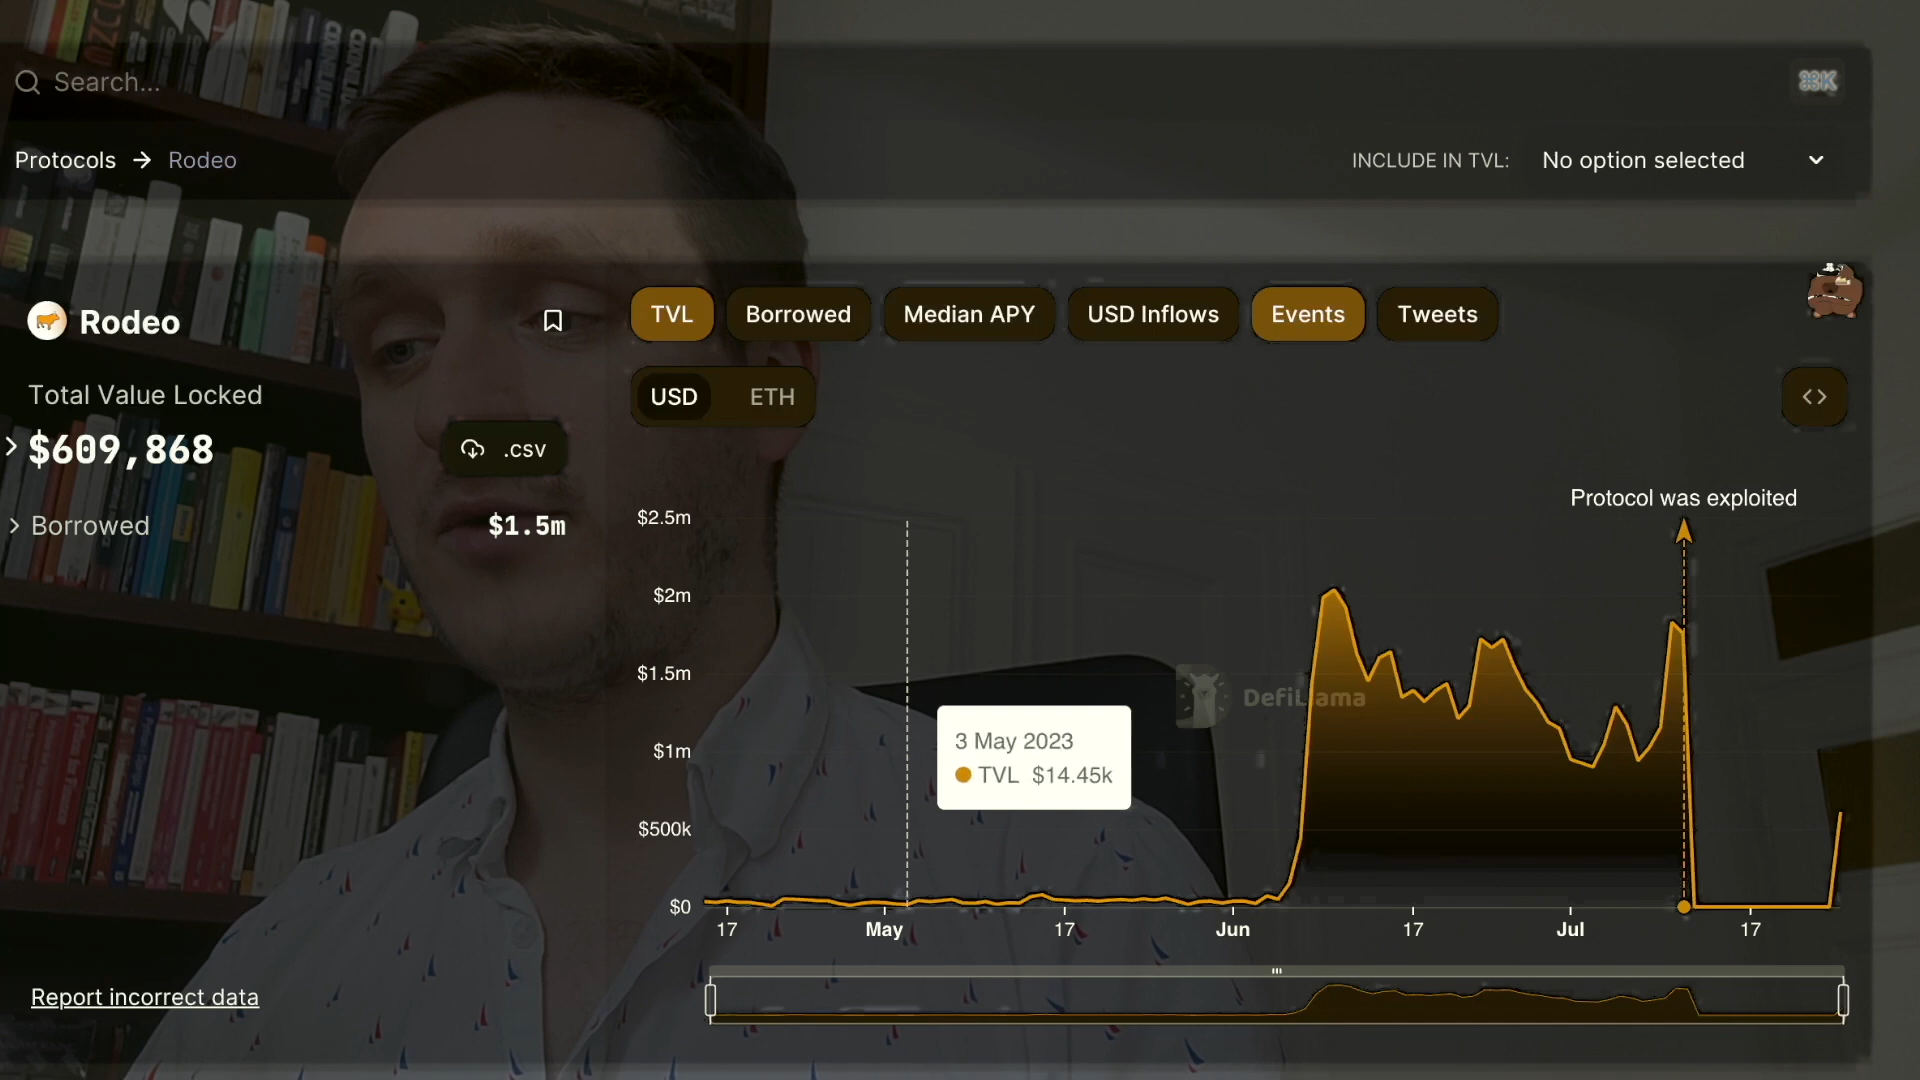 Search...
⌘K
Protocols → Rodeo
INCLUDE IN TVL: No option selected
Rodeo
TVL Borrowed Median APY USD Inflows Events Tweets
USD ETH
Total Value Locked
$609,868
.csv
Borrowed $1.5m
Protocol was exploited
$2.5m
$2m
$1.5m
$1m
$500k
$0
DefiLlama
3 May 2023
TVL $14.45k
17 May 17 Jun 17 Jul 17
Report incorrect data